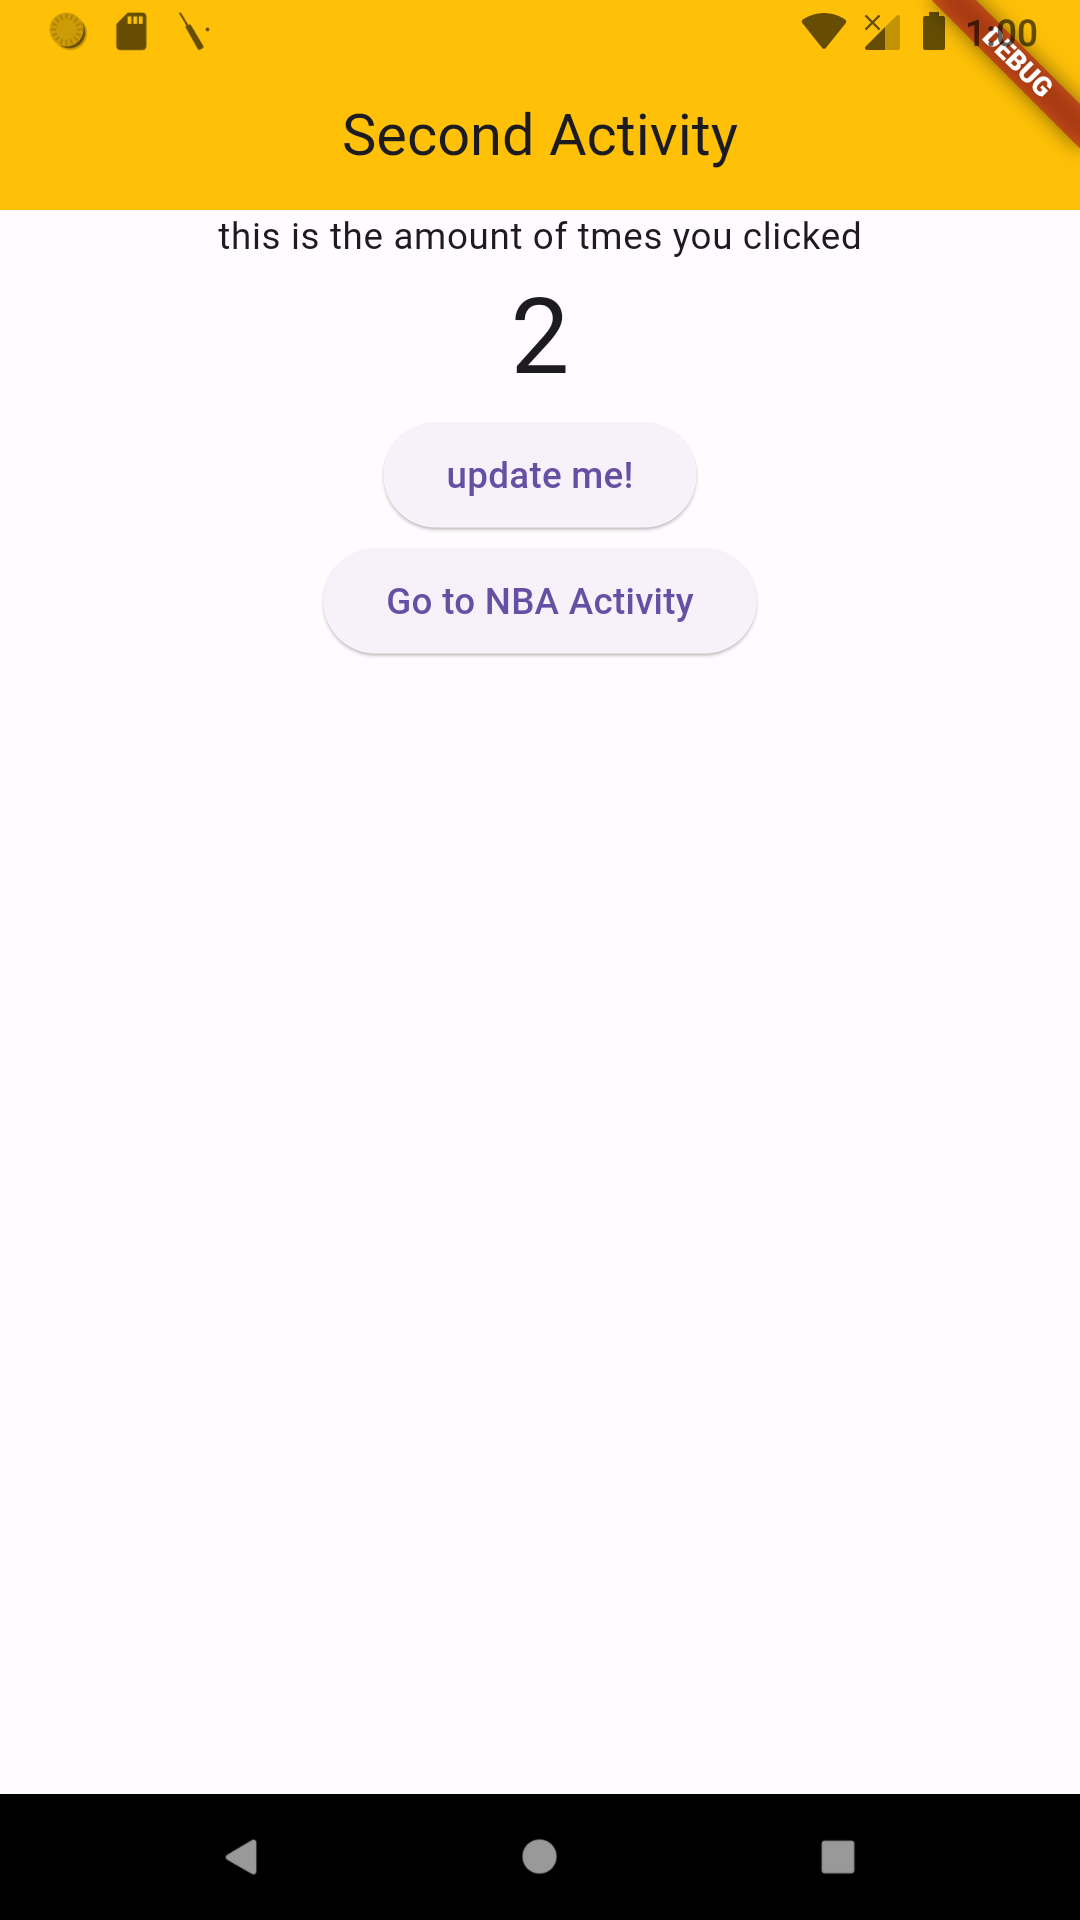 1:00
DEBUG
Second Activity
this is the amount of tmes you clicked
2
update me!
Go to NBA Activity